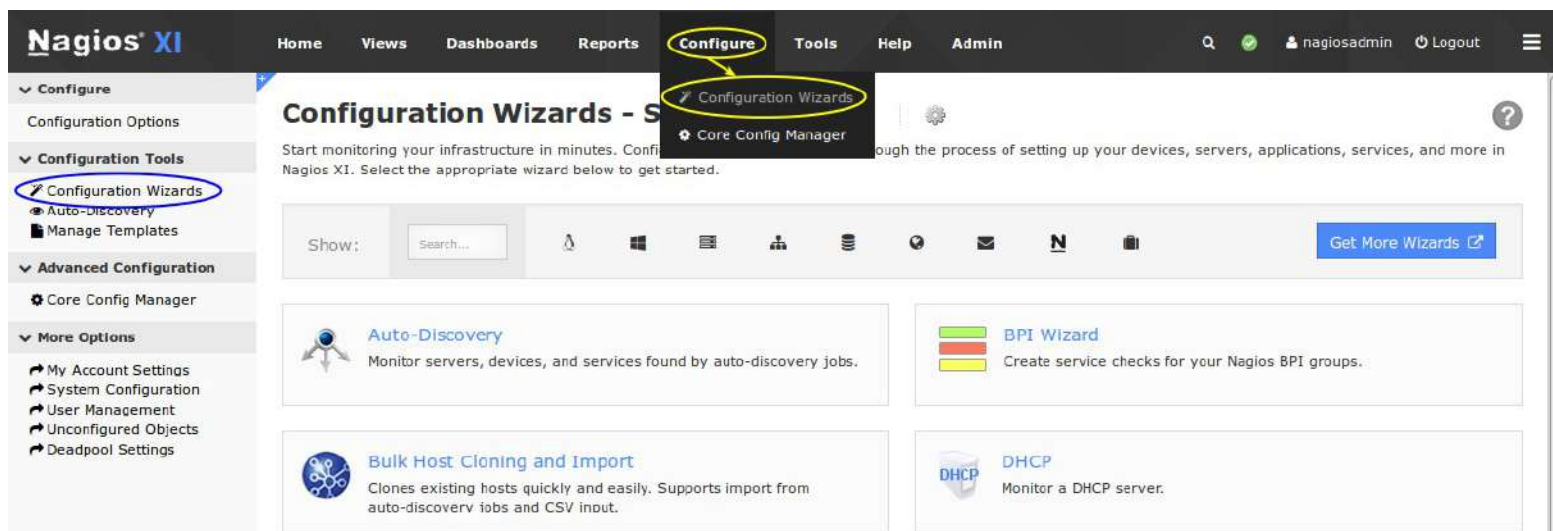 Nagios® XI
Home Views Dashboards Reports Configure Tools Help Admin nagiosadmin Logout
Configure
Configuration Options
Configuration Tools
Configuration Wizards
Auto-Discovery
Manage Templates
Advanced Configuration
Core Config Manager
More Options
My Account Settings
System Configuration
User Management
Unconfigured Objects
Deadpool Settings
Configuration Wizards
Core Config Manager
Configuration Wizards - S
?
Start monitoring your infrastructure in minutes. Confi ough the process of setting up your devices, servers, applications, services, and more in
Nagios XI. Select the appropriate wizard below to get started.
Show: Search... N Get More Wizards
Auto-Discovery
Monitor servers, devices, and services found by auto-discovery jobs.
BPI Wizard
Create service checks for your Nagios BPI groups.
Bulk Host Cloning and Import
Clones existing hosts quickly and easily. Supports import from
auto-discovery jobs and CSV input.
DHCP
DHCP
Monitor a DHCP server.